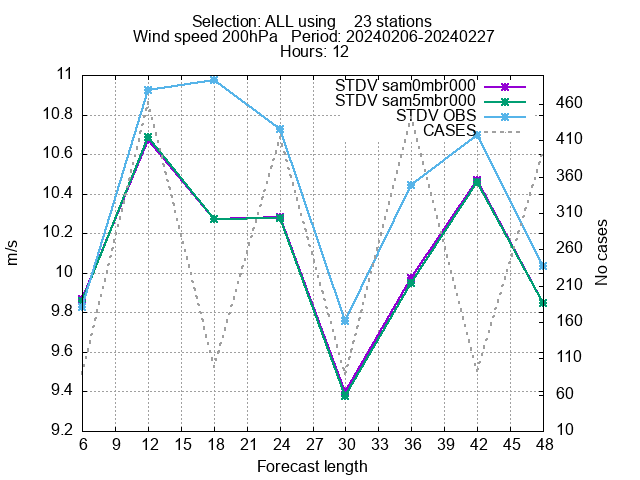 Selection: ALL using    23 stations
Wind speed 200hPa   Period: 20240206-20240227
Hours: 12
STDV sam0mbr000
STDV sam5mbr000
STDV OBS
CASES
m/s
11
10.8
10.6
10.4
10.2
10
9.8
9.6
9.4
9.2
460
410
360
310
260
210
160
110
60
10
No cases
6 9 12 15 18 21 24 27 30 33 36 39 42 45 48
Forecast length